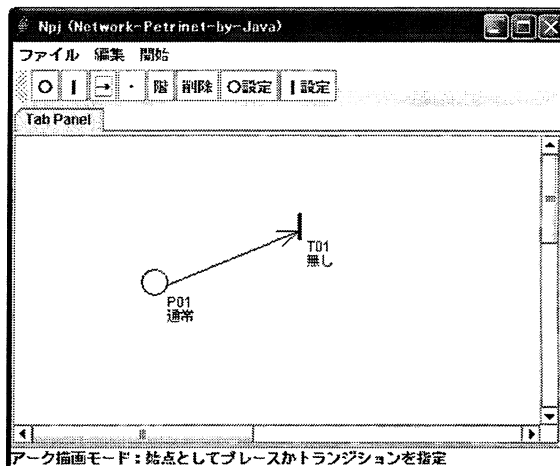 Npj (Network-Petrinet-by-Java)
ファイル 編集 開始
○ | → ・ 階 削除 ○設定 | 設定
Tab Panel
T01
無し
P01
通常
アーク描画モード：始点としてプレースかトランジションを指定